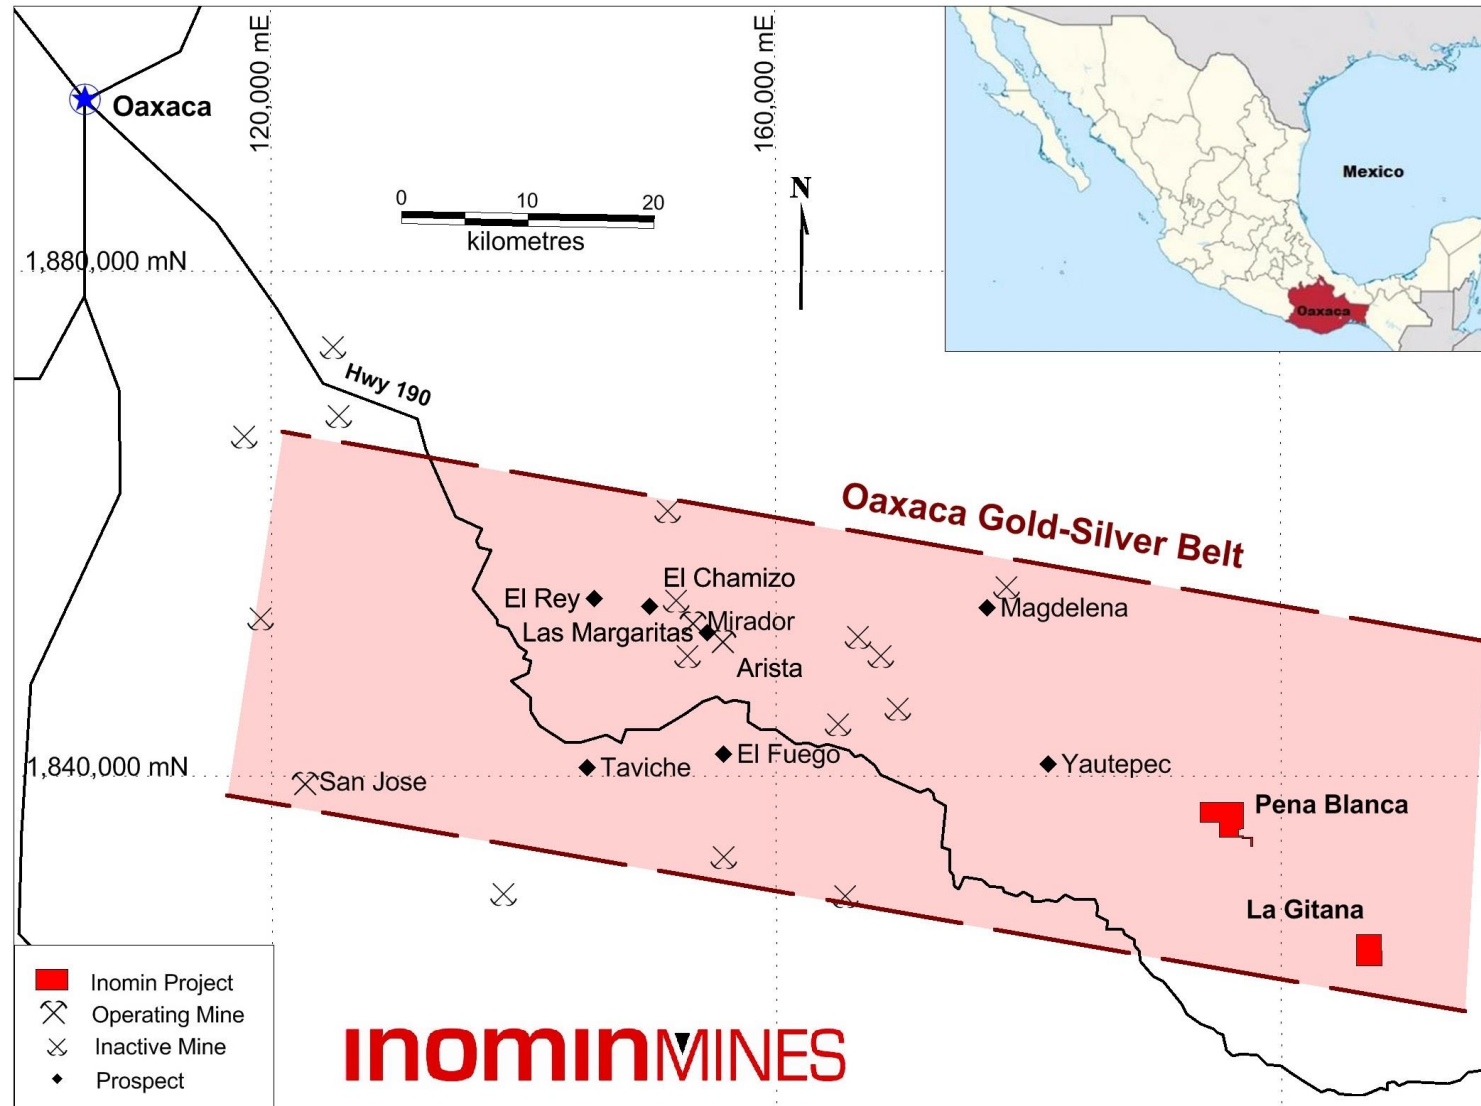 Oaxaca
120,000 mE
160,000 mE
N
0 10 20
kilometres
1,880,000 mN
Mexico
Oaxaca
Hwy 190
Oaxaca Gold-Silver Belt
El Chamizo
El Rey
Magdelena
Mirador
Las Margaritas
Arista
El Fuego
Taviche
Yautepec
1,840,000 mN
San Jose
Pena Blanca
La Gitana
Inomin Project
Operating Mine
Inactive Mine
Prospect
INOMINMINES